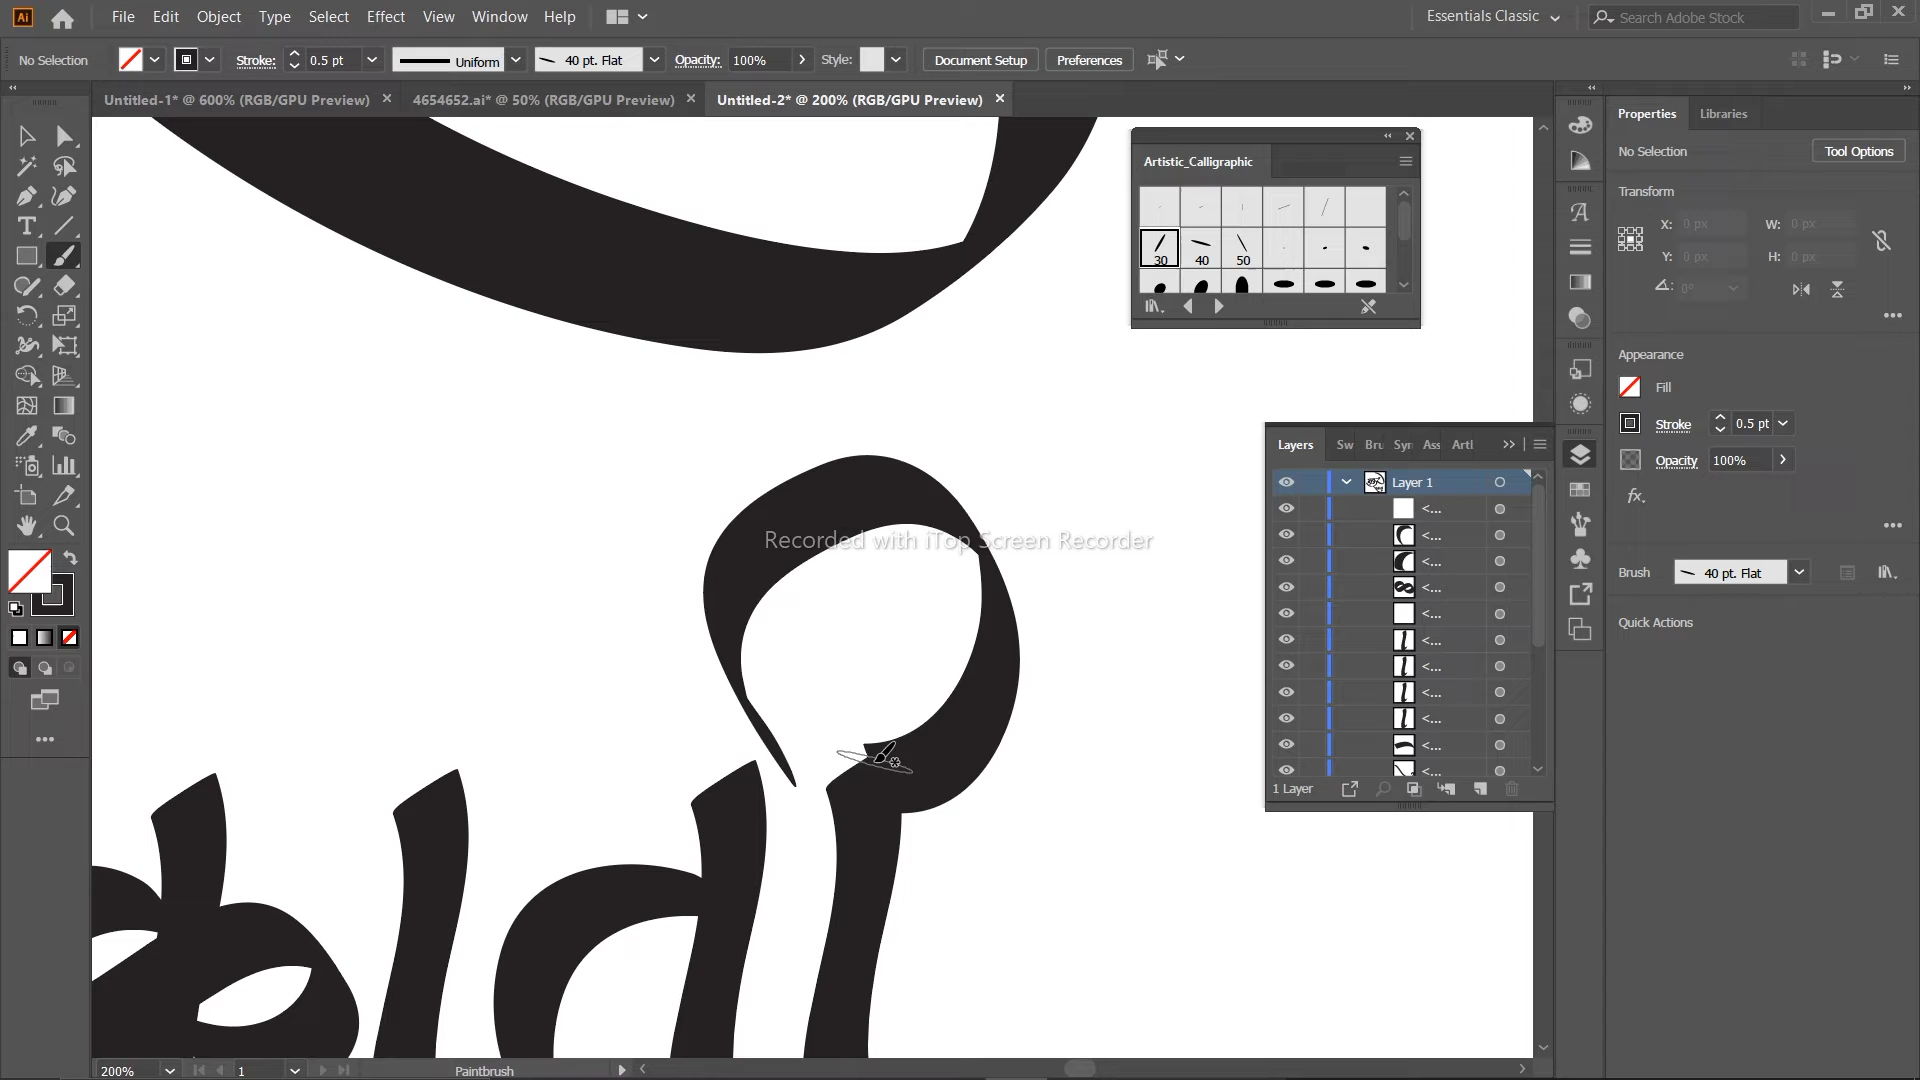 Ai File Edit Object Type Select Effect View Window Help Essentials Classic Search Adobe Stock
No Selection Stroke: 0.5 pt Uniform 40 pt. Flat Opacity: 100% Style: Document Setup Preferences
Untitled-1* @ 600% (RGB/GPU Preview) 4654652.ai* @ 50% (RGB/GPU Preview) Untitled-2* @ 200% (RGB/GPU Preview)
Artistic_Calligraphic
30 40 50
Properties Libraries
No Selection Tool Options
Transform
X: 0 px W: 0 px
Y: 0 px H: 0 px
0°
Appearance
Fill
Stroke 0.5 pt
Opacity 100%
fx.
Brush 40 pt. Flat
Quick Actions
Layers Sw Bru Syn Ass Artl
Layer 1
<...
<...
<...
<...
<...
<...
<...
<...
<...
<...
<...
1 Layer
Recorded with iTop Screen Recorder
200% 1 Paintbrush